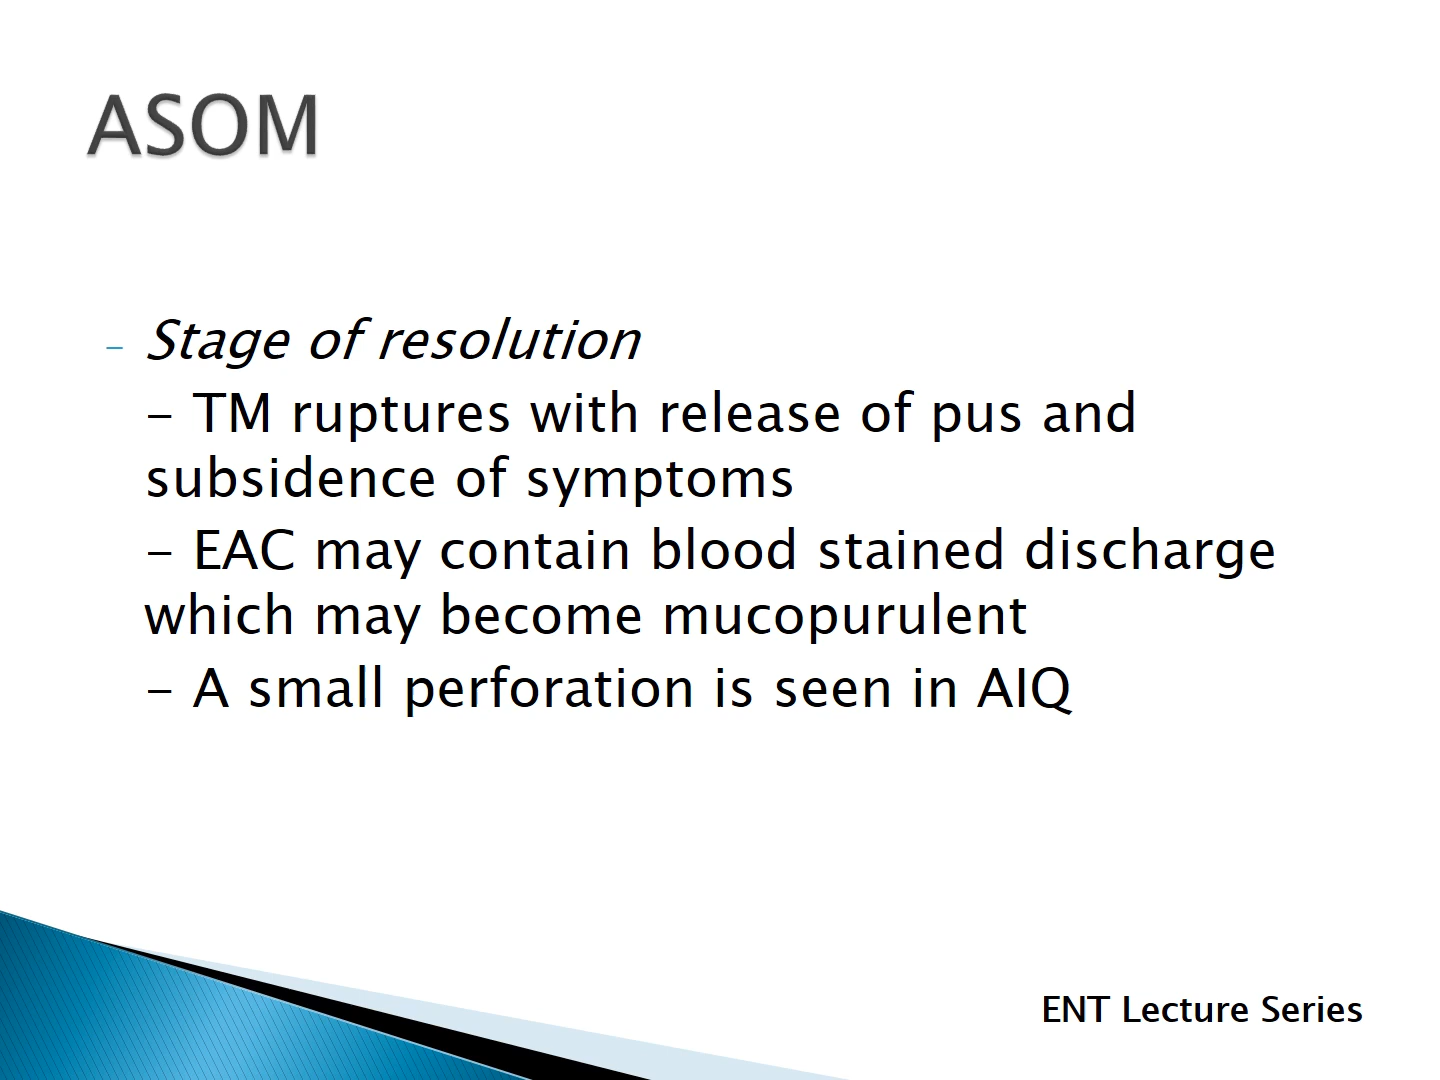 ASOM
– Stage of resolution
– TM ruptures with release of pus and
subsidence of symptoms
– EAC may contain blood stained discharge
which may become mucopurulent
– A small perforation is seen in AIQ
ENT Lecture Series